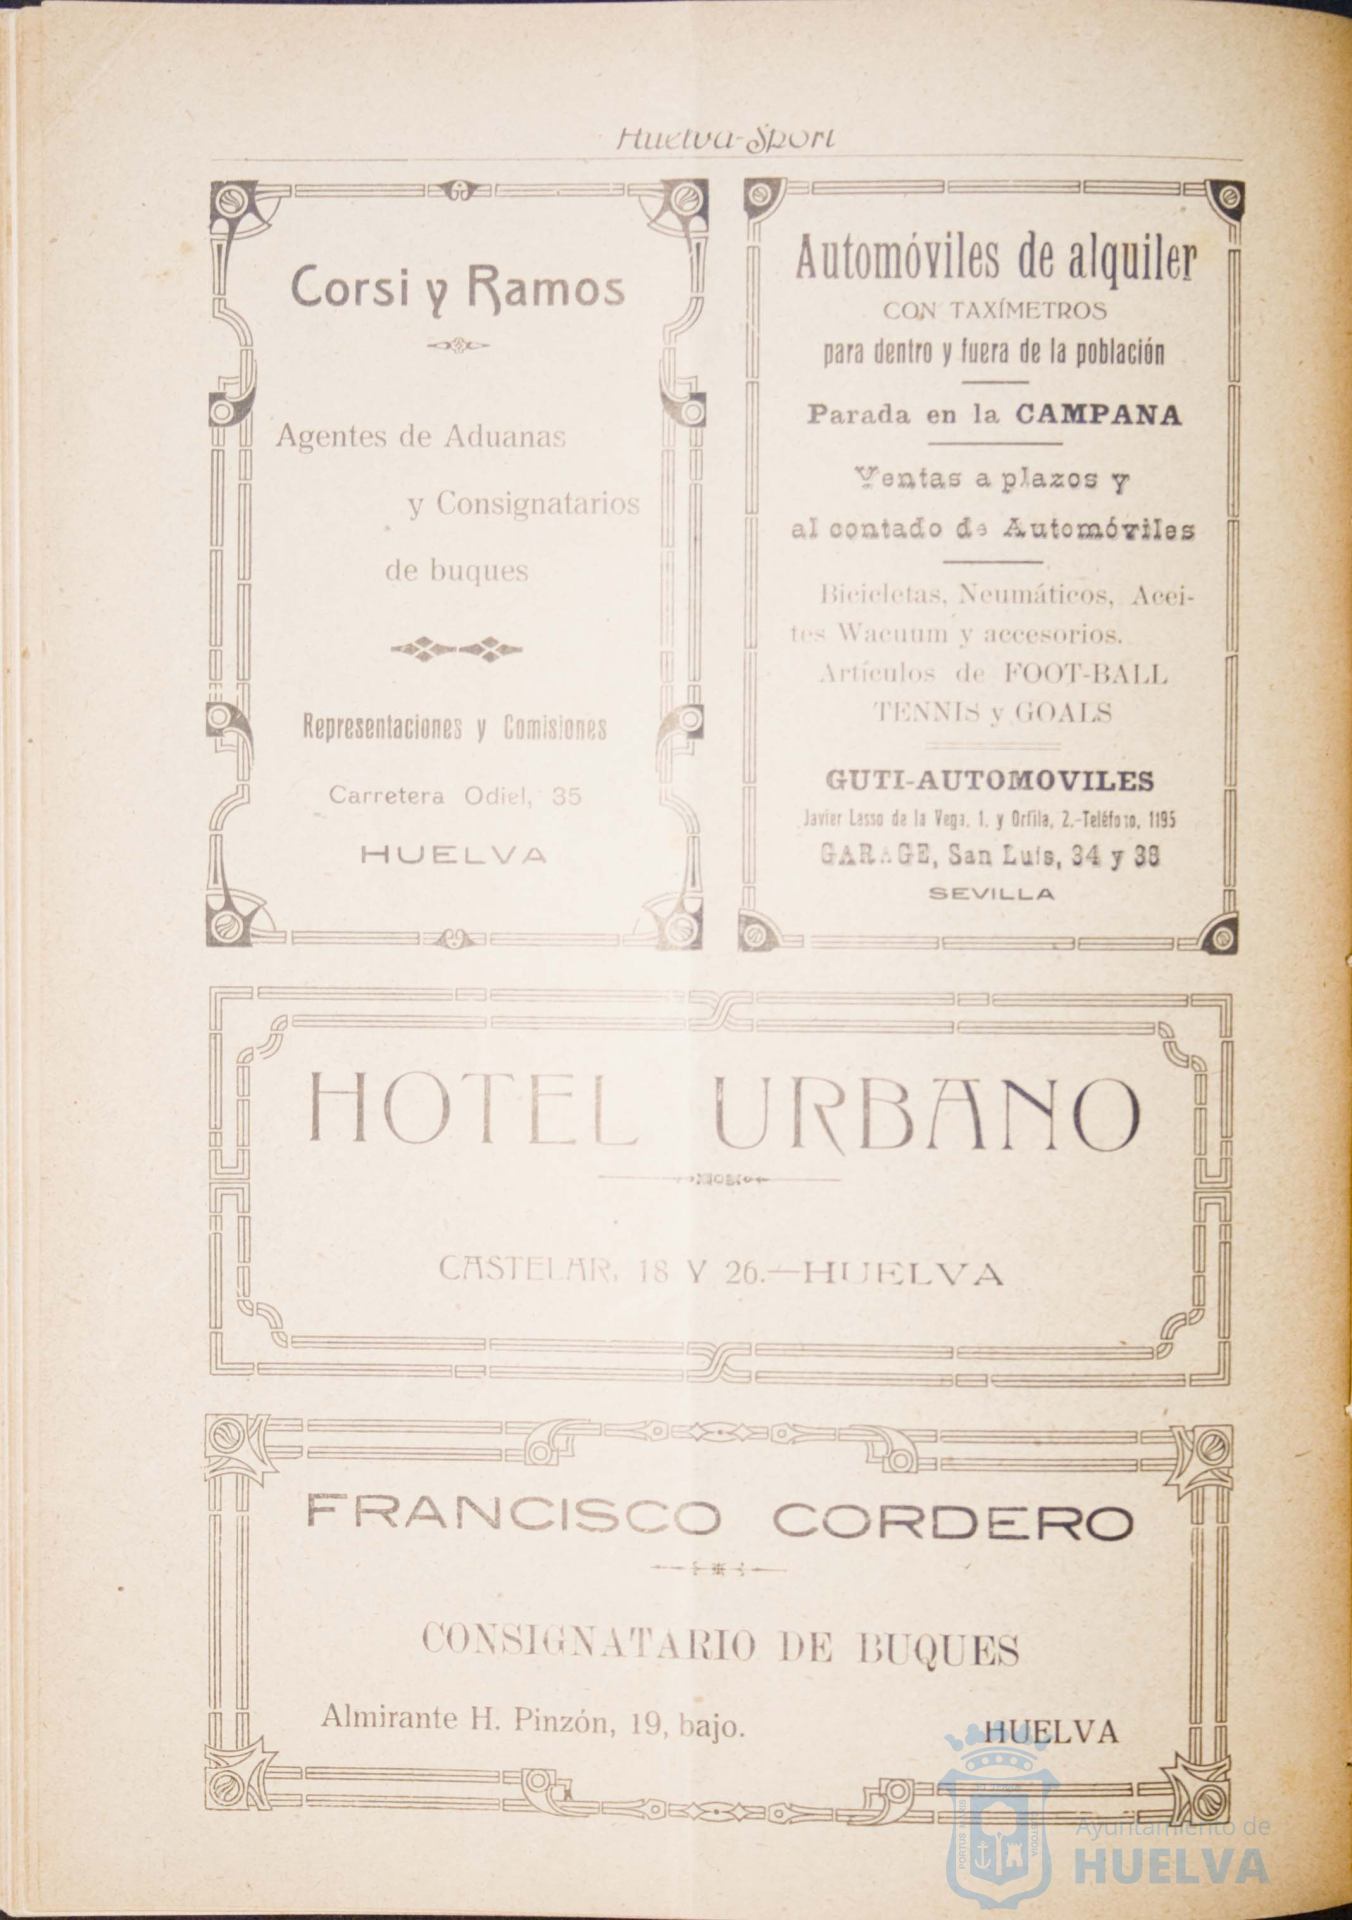 Huelva-Sport
Corsi y Ramos
Agentes de Aduanas
y Consignatarios
de buques
Representaciones y Comisiones
Carretera Odiel, 35
HUELVA
Automóviles de alquiler
CON TAXÍMETROS
para dentro y fuera de la población
Parada en la CAMPANA
Ventas a plazos y
al contado de Automóviles
Bicicletas, Neumáticos, Acei-
tes Wacuum y accesorios.
Artículos de FOOT-BALL
TENNIS y GOALS
GUTI-AUTOMOVILES
Javier Lasso de la Vega, 1, y Orfila, 2.-Teléfono, 1195
GARAGE, San Luis, 34 y 38
SEVILLA
HOTEL URBANO
CASTELAR, 18 Y 26.—HUELVA
FRANCISCO CORDERO
CONSIGNATARIO DE BUQUES
Almirante H. Pinzón, 19, bajo. HUELVA
PORTUS MARIS
CUSTODIA
Ayuntamiento de
HUELVA